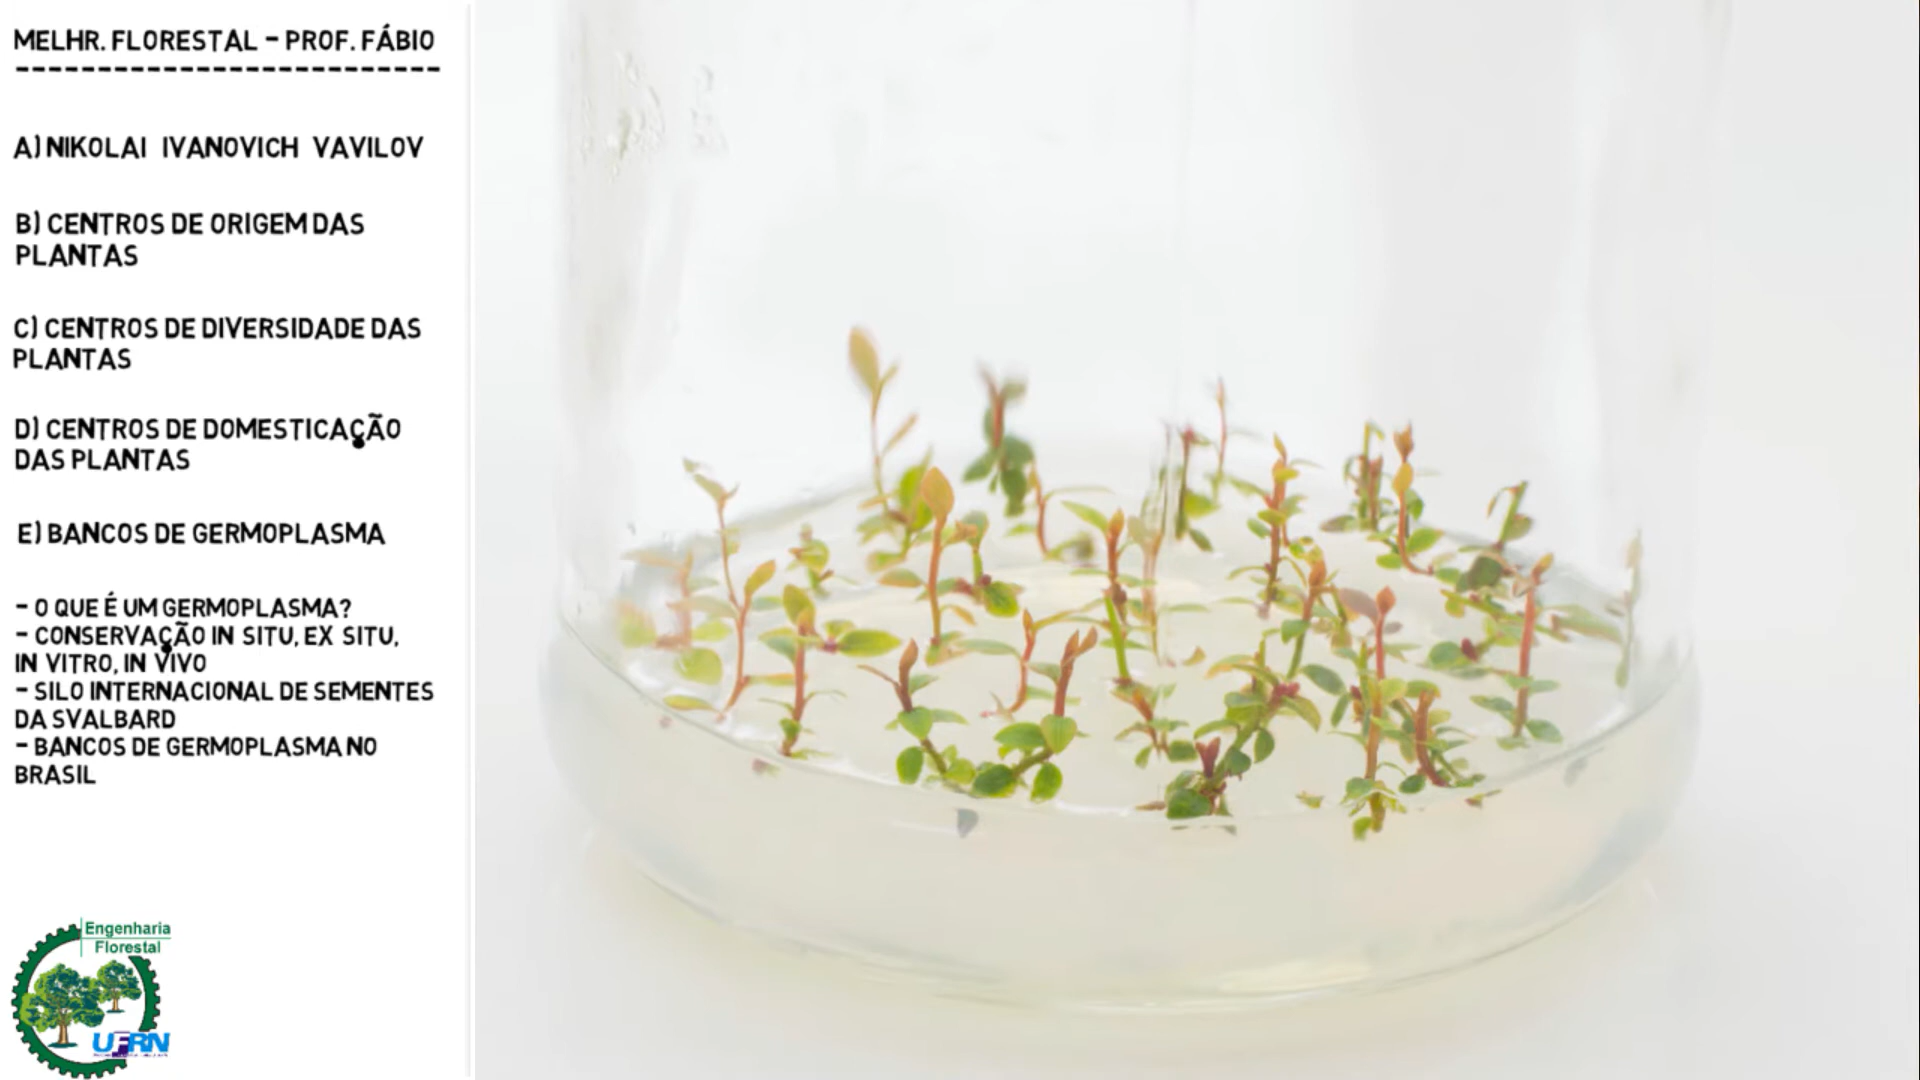 MELHR. FLORESTAL - PROF. FÁBIO
A) NIKOLAI IVANOVICH VAVILOV
B) CENTROS DE ORIGEM DAS
PLANTAS
C) CENTROS DE DIVERSIDADE DAS
PLANTAS
D) CENTROS DE DOMESTICAÇÃO
DAS PLANTAS
E) BANCOS DE GERMOPLASMA
- O QUE É UM GERMOPLASMA?
- CONSERVAÇÃO IN SITU, EX SITU,
IN VITRO, IN VIVO
- SILO INTERNACIONAL DE SEMENTES
DA SVALBARD
- BANCOS DE GERMOPLASMA NO
BRASIL
Engenharia
Florestal
UFRN